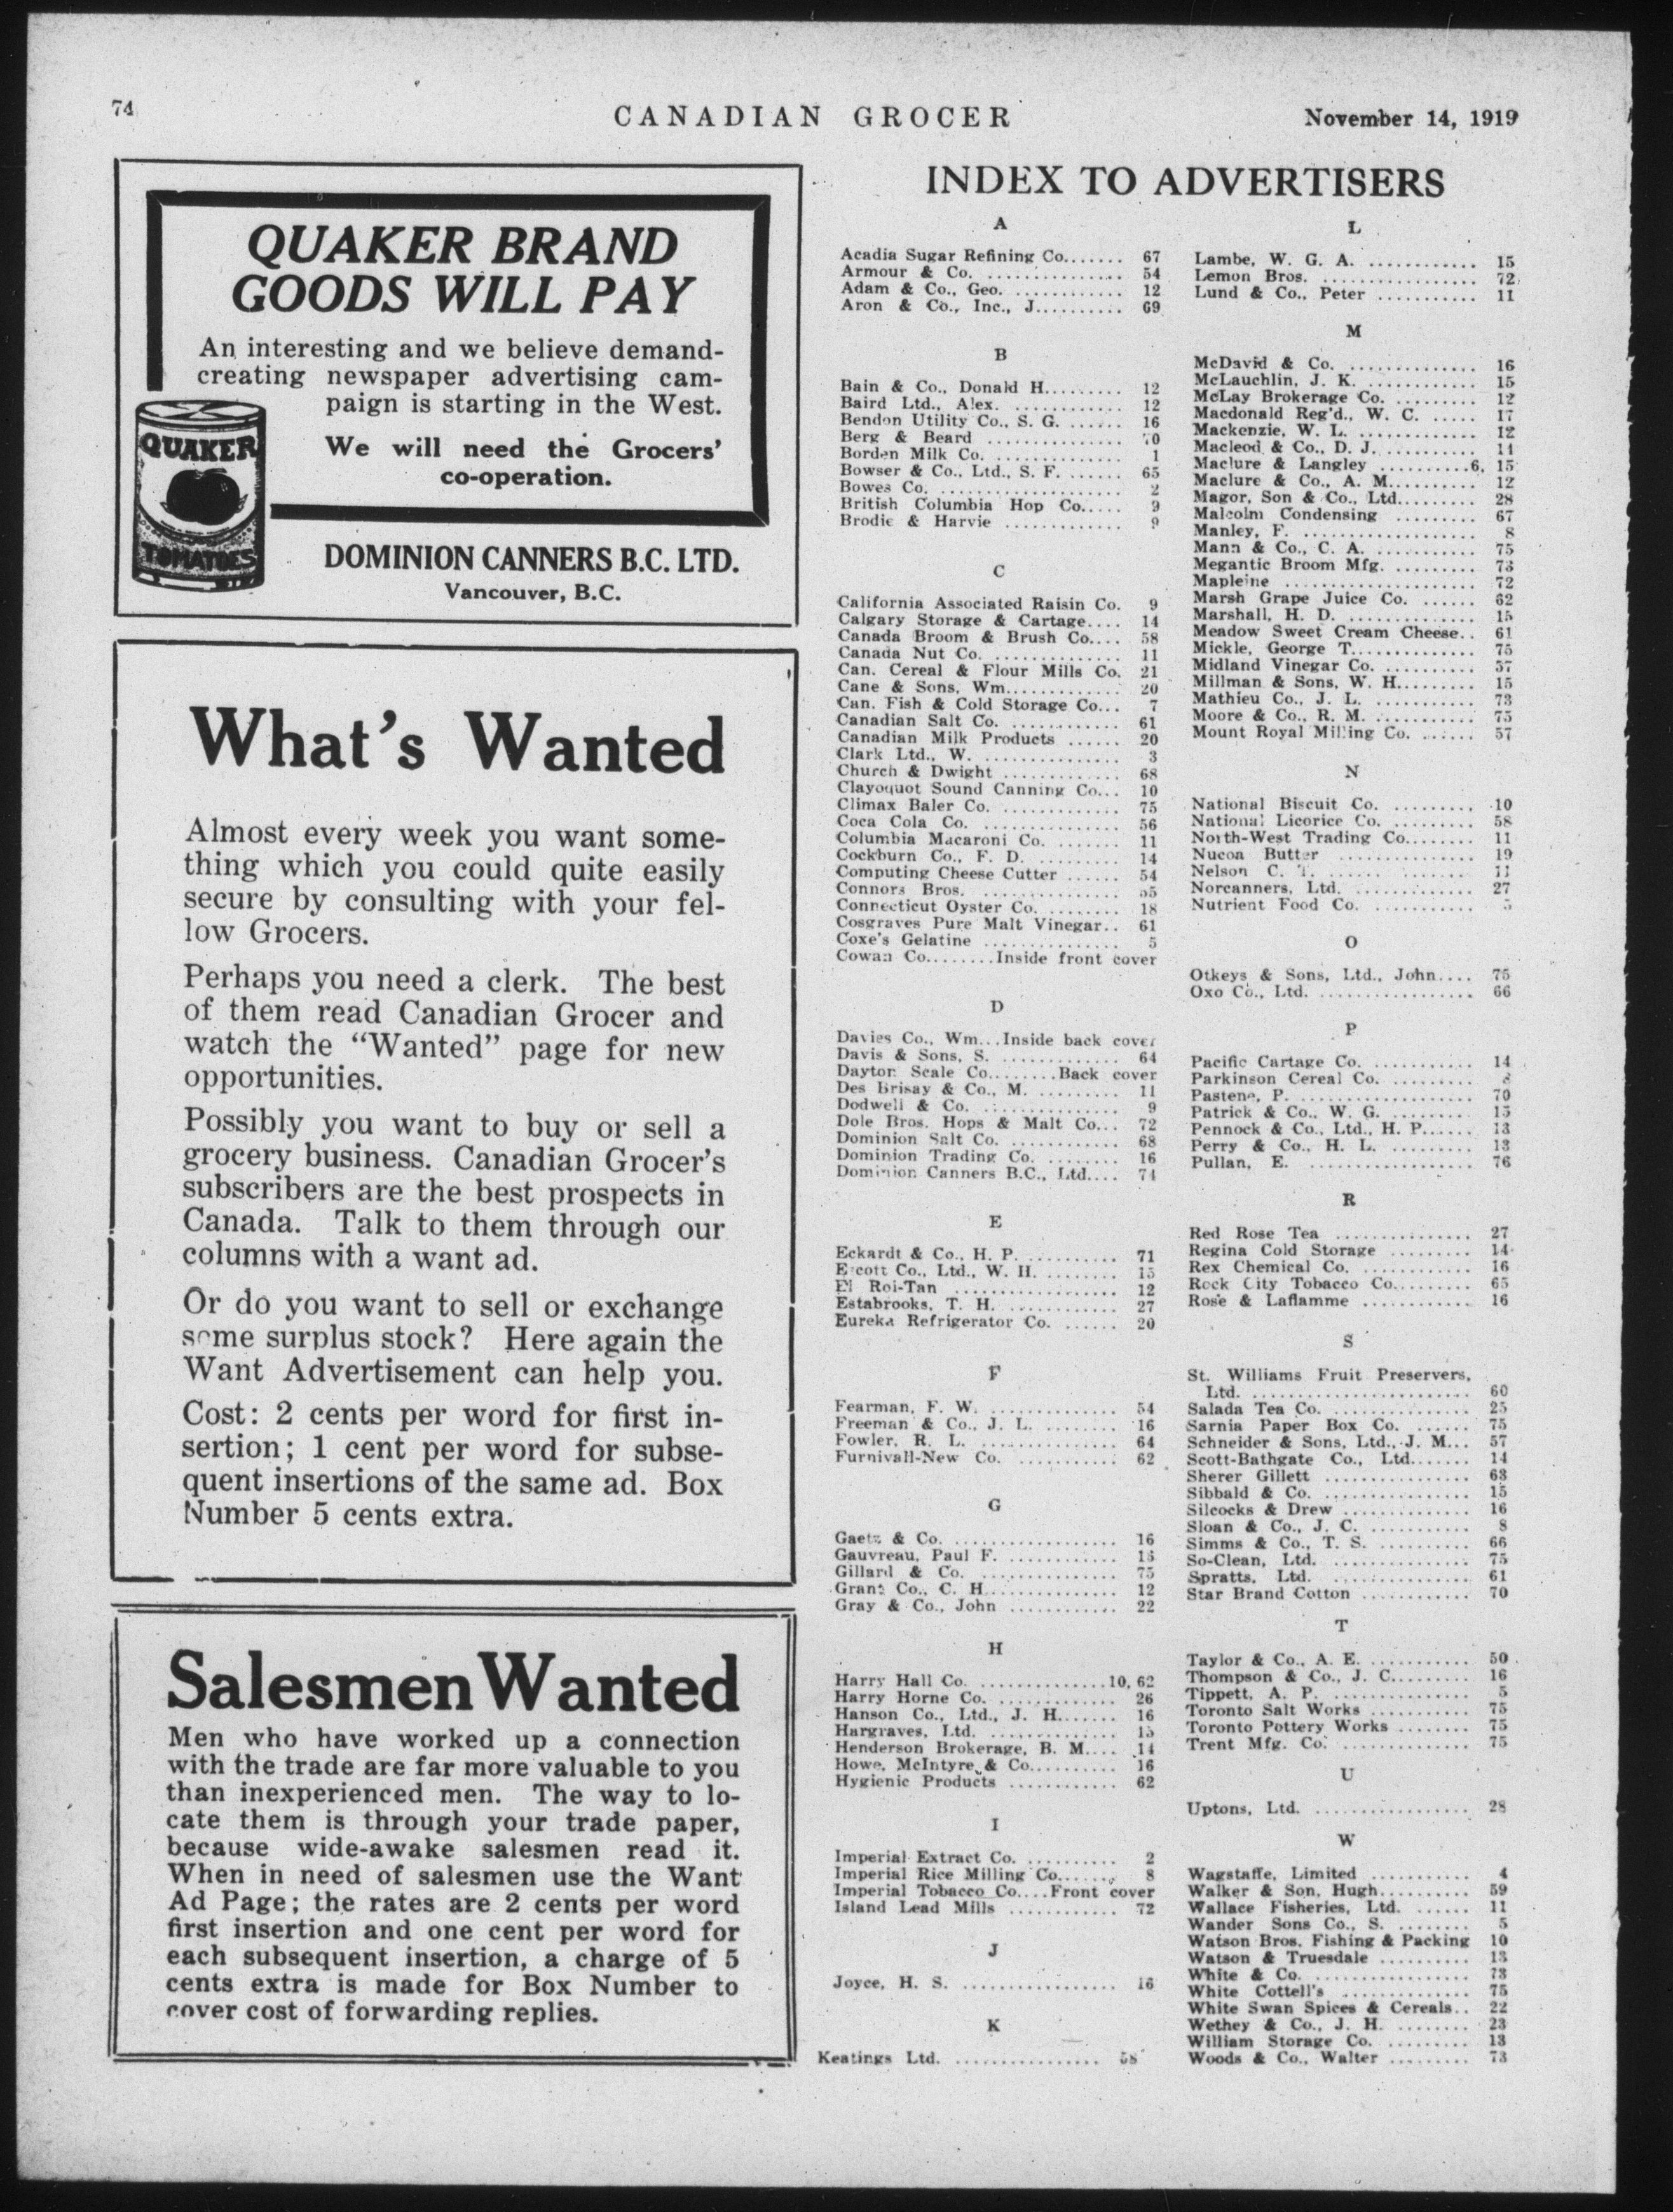 74
CANADIAN GROCER
November 14, 1919
QUAKER BRAND
GOODS WILL PAY
An interesting and we believe demand-
creating newspaper advertising cam-
paign is starting in the West.
We will need the Grocers'
co-operation.
QUAKER
TOMATOES
DOMINION CANNERS B.C. LTD.
Vancouver, B.C.
What's Wanted
Almost every week you want some-
thing which you could quite easily
secure by consulting with your fel-
low Grocers.
Perhaps you need a clerk. The best
of them read Canadian Grocer and
watch the "Wanted" page for new
opportunities.
Possibly you want to buy or sell a
grocery business. Canadian Grocer's
subscribers are the best prospects in
Canada. Talk to them through our
columns with a want ad.
Or do you want to sell or exchange
some surplus stock? Here again the
Want Advertisement can help you.
Cost: 2 cents per word for first in-
sertion; 1 cent per word for subse-
quent insertions of the same ad. Box
Number 5 cents extra.
Salesmen Wanted
Men who have worked up a connection
with the trade are far more valuable to you
than inexperienced men. The way to lo-
cate them is through your trade paper,
because wide-awake salesmen read it.
When in need of salesmen use the Want
Ad Page; the rates are 2 cents per word
first insertion and one cent per word for
each subsequent insertion, a charge of 5
cents extra is made for Box Number to
cover cost of forwarding replies.
INDEX TO ADVERTISERS
A
Acadia Sugar Refining Co....... 67
Armour & Co. ............... 54
Adam & Co., Geo. ............ 12
Aron & Co., Inc., J.......... 69
B
Bain & Co., Donald H......... 12
Baird Ltd., Alex. ............ 12
Bendon Utility Co., S. G. ...... 16
Berg & Beard ............... 70
Borden Milk Co. .............. 1
Bowser & Co., Ltd., S. F. ...... 65
Bowes Co. .................... 2
British Columbia Hop Co..... 9
Brodie & Harvie ............. 9
C
California Associated Raisin Co. 9
Calgary Storage & Cartage.... 14
Canada Broom & Brush Co.... 58
Canada Nut Co. .............. 11
Can. Cereal & Flour Mills Co. 21
Cane & Sons, Wm............. 20
Can. Fish & Cold Storage Co... 7
Canadian Salt Co. ............ 61
Canadian Milk Products ...... 20
Clark Ltd., W. ............... 3
Church & Dwight ............. 68
Clayoquot Sound Canning Co... 10
Climax Baler Co. ............. 75
Coca Cola Co. ............... 56
Columbia Macaroni Co. ....... 11
Cockburn Co., F. D. ......... 14
Computing Cheese Cutter ...... 54
Connors Bros. ............... 55
Connecticut Oyster Co. ........ 18
Cosgraves Pure Malt Vinegar.. 61
Coxe's Gelatine ............... 5
Cowan Co........Inside front cover
D
Davies Co., Wm...Inside back cover
Davis & Sons, S. ............. 64
Dayton Scale Co........Back cover
Des Brisay & Co., M. ......... 11
Dodwell & Co. ............... 9
Dole Bros. Hops & Malt Co... 72
Dominion Salt Co. ............ 68
Dominion Trading Co. ........ 16
Dominion Canners B.C., Ltd.... 74
E
Eckardt & Co., H. P. .......... 71
Escott Co., Ltd., W. H. ........ 15
El Roi-Tan .................. 12
Estabrooks, T. H. ............ 27
Eureka Refrigerator Co. ...... 20
F
Fearman, F. W. .............. 54
Freeman & Co., J. L. ........ 16
Fowler, R. L. ............... 64
Furnivall-New Co. ........... 62
G
Gaetz & Co. .................. 16
Gauvreau, Paul F. ............
Gillard & Co. ............... 75
Grant Co., C. H.............. 12
Gray & Co., John ............ 22
H
Harry Hall Co. ..............10, 62
Harry Horne Co. ............. 26
Hanson Co., Ltd., J. H....... 16
Hargraves, Ltd. .............. 15
Henderson Brokerage, B. M.... 14
Howe, McIntyre & Co.......... 16
Hygienic Products ............ 62
I
Imperial Extract Co. .......... 2
Imperial Rice Milling Co....... 8
Imperial Tobacco Co....Front cover
Island Lead Mills ............ 72
J
Joyce, H. S. ................. 16
K
Keatings Ltd. ................ 58
L
Lambe, W. G. A. ............ 15
Lemon Bros. ................. 72
Lund & Co., Peter ........... 11
M
McDavid & Co. .............. 16
McLauchlin, J. K. ............ 15
McLay Brokerage Co. ......... 12
Macdonald Reg'd., W. C. ..... 17
Mackenzie, W. L. ............. 12
Macleod & Co., D. J. .......... 11
Maclure & Langley ..........6, 15
Maclure & Co., A. M.......... 12
Magor, Son & Co., Ltd......... 28
Malcolm Condensing ......... 67
Manley, F. ................... 8
Mann & Co., C. A. ........... 75
Megantic Broom Mfg. ......... 73
Mapleine ..................... 72
Marsh Grape Juice Co. ...... 62
Marshall, H. D. .............. 15
Meadow Sweet Cream Cheese.. 61
Mickle, George T.............. 75
Midland Vinegar Co. .......... 57
Millman & Sons, W. H......... 15
Mathieu Co., J. L. ........... 73
Moore & Co., R. M. ........... 75
Mount Royal Milling Co. ...... 57
N
National Biscuit Co. ......... 10
National Licorice Co. ......... 58
North-West Trading Co........ 11
Nucoa Butter ............... 19
Nelson C. T. ............... 11
Norcanners, Ltd. ............. 27
Nutrient Food Co. ........... 5
O
Otkeys & Sons, Ltd., John.... 75
Oxo Co., Ltd. ................. 66
P
Pacific Cartage Co. ........... 14
Parkinson Cereal Co. .........
Pastene, P. ................... 70
Patrick & Co., W. G. ......... 15
Pennock & Co., Ltd., H. P...... 13
Perry & Co., H. L. ......... 13
Pullan, E. .................. 76
R
Red Rose Tea ............... 27
Regina Cold Storage ......... 14
Rex Chemical Co. ............ 16
Rock City Tobacco Co......... 65
Rose & Laflamme ............ 16
S
St. Williams Fruit Preservers,
Ltd. ........................ 60
Salada Tea Co. ............... 25
Sarnia Paper Box Co. ...... 75
Schneider & Sons, Ltd., J. M... 57
Scott-Bathgate Co., Ltd....... 14
Sherer Gillett ................ 63
Sibbald & Co. ................ 15
Silcocks & Drew .............. 16
Sloan & Co., J. C. ........... 8
Simms & Co., T. S. .......... 66
So-Clean, Ltd. ............... 75
Spratts, Ltd. ............... 61
Star Brand Cotton ............ 70
T
Taylor & Co., A. E. ........... 50
Thompson & Co., J. C......... 16
Tippett, A. P. ............... 5
Toronto Salt Works ........... 75
Toronto Pottery Works ........ 75
Trent Mfg. Co. .............. 75
U
Uptons, Ltd. ................. 28
W
Wagstaffe, Limited ........... 4
Walker & Son, Hugh.......... 59
Wallace Fisheries, Ltd. ...... 11
Wander Sons Co., S. ........ 5
Watson Bros. Fishing & Packing 10
Watson & Truesdale .......... 13
White & Co. ................. 73
White Cottell's .............. 75
White Swan Spices & Cereals.. 22
Wethey & Co., J. H. ........ 23
William Storage Co. ......... 13
Woods & Co., Walter ......... 73